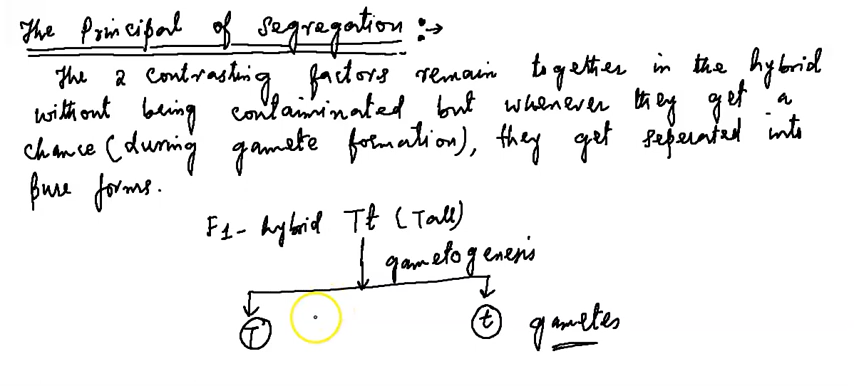 The Principal of Segregation :→
The 2 contrasting factors remain together in the hybrid
without being contaiminated but whenever they get a
chance (during gamete formation), they get seperated into
pure forms.
F1- hybrid Tt (Tall)
gametogenesis
T t gametes